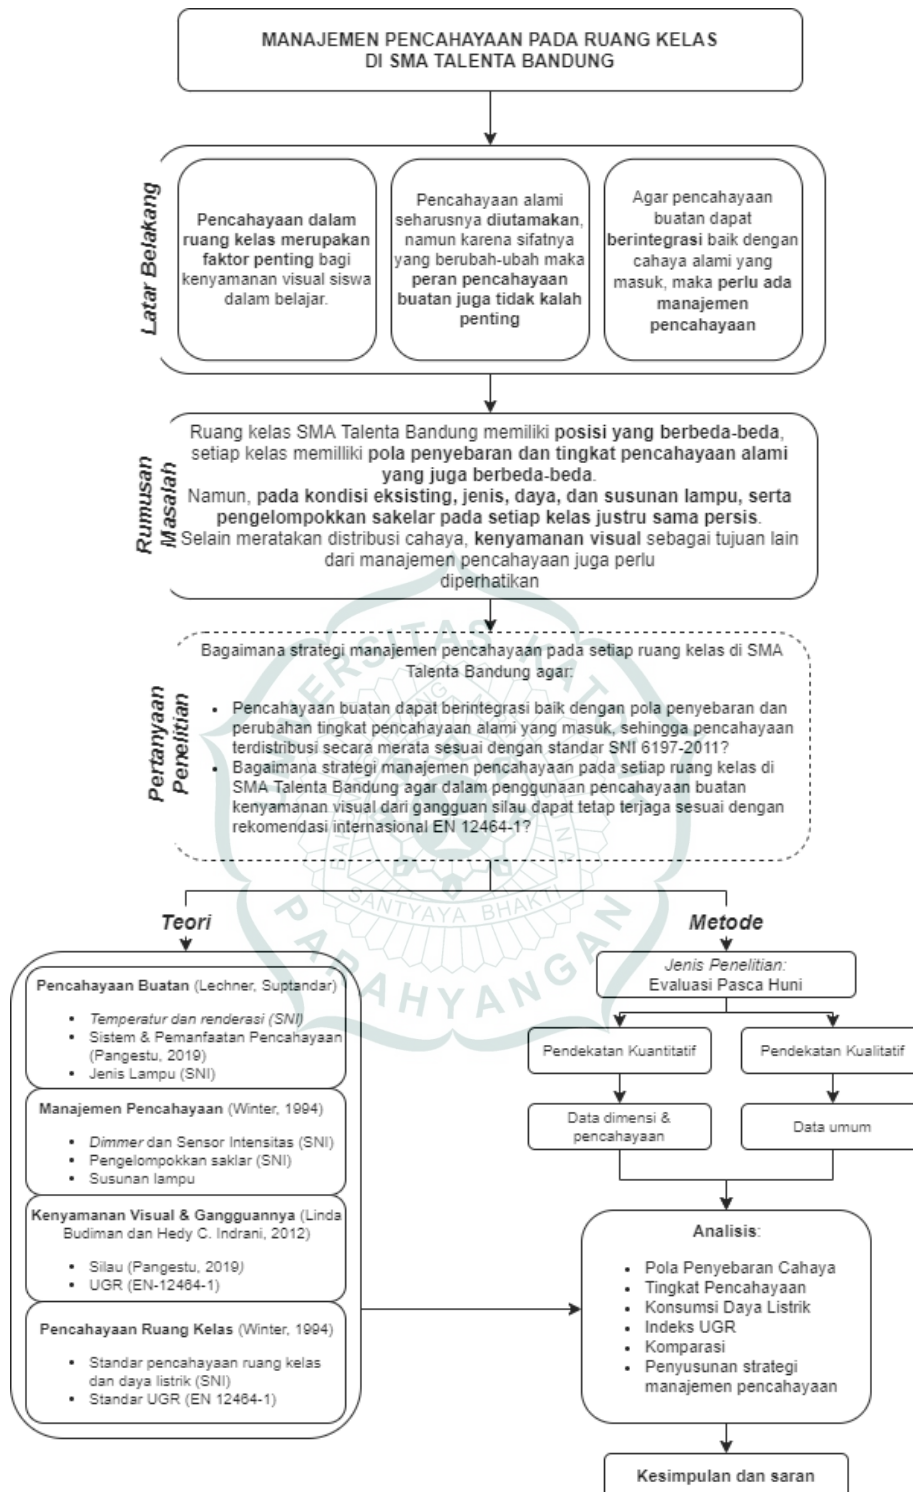 MANAJEMEN PENCAHAYAAN PADA RUANG KELAS
DI SMA TALENTA BANDUNG
Latar Belakang
Pencahayaan dalam
ruang kelas merupakan
faktor penting bagi
kenyamanan visual siswa
dalam belajar.
Pencahayaan alami
seharusnya diutamakan,
namun karena sifatnya
yang berubah-ubah maka
peran pencahayaan
buatan juga tidak kalah
penting
Agar pencahayaan
buatan dapat
berintegrasi baik dengan
cahaya alami yang
masuk, maka perlu ada
manajemen
pencahayaan
Rumusan
Masalah
Ruang kelas SMA Talenta Bandung memiliki posisi yang berbeda-beda,
setiap kelas memilliki pola penyebaran dan tingkat pencahayaan alami
yang juga berbeda-beda.
Namun, pada kondisi eksisting, jenis, daya, dan susunan lampu, serta
pengelompokkan sakelar pada setiap kelas justru sama persis.
Selain meratakan distribusi cahaya, kenyamanan visual sebagai tujuan lain
dari manajemen pencahayaan juga perlu
diperhatikan
Pertanyaan
Penelitian
Bagaimana strategi manajemen pencahayaan pada setiap ruang kelas di SMA
Talenta Bandung agar:
• Pencahayaan buatan dapat berintegrasi baik dengan pola penyebaran dan
perubahan tingkat pencahayaan alami yang masuk, sehingga pencahayaan
terdistribusi secara merata sesuai dengan standar SNI 6197-2011?
• Bagaimana strategi manajemen pencahayaan pada setiap ruang kelas di
SMA Talenta Bandung agar dalam penggunaan pencahayaan buatan
kenyamanan visual dari gangguan silau dapat tetap terjaga sesuai dengan
rekomendasi internasional EN 12464-1?
Teori
Pencahayaan Buatan (Lechner, Suptandar)
• Temperatur dan renderasi (SNI)
• Sistem & Pemanfaatan Pencahayaan
(Pangestu, 2019)
• Jenis Lampu (SNI)
Manajemen Pencahayaan (Winter, 1994)
• Dimmer dan Sensor Intensitas (SNI)
• Pengelompokkan saklar (SNI)
• Susunan lampu
Kenyamanan Visual & Gangguannya (Linda
Budiman dan Hedy C. Indrani, 2012)
• Silau (Pangestu, 2019)
• UGR (EN-12464-1)
Pencahayaan Ruang Kelas (Winter, 1994)
• Standar pencahayaan ruang kelas
dan daya listrik (SNI)
• Standar UGR (EN 12464-1)
Metode
Jenis Penelitian:
Evaluasi Pasca Huni
Pendekatan Kuantitatif
Pendekatan Kualitatif
Data dimensi &
pencahayaan
Data umum
Analisis:
• Pola Penyebaran Cahaya
• Tingkat Pencahayaan
• Konsumsi Daya Listrik
• Indeks UGR
• Komparasi
• Penyusunan strategi
manajemen pencahayaan
Kesimpulan dan saran
UNIVERSITAS KATOLIK
PARAHYANGAN
SANTYAYA BHAKTI